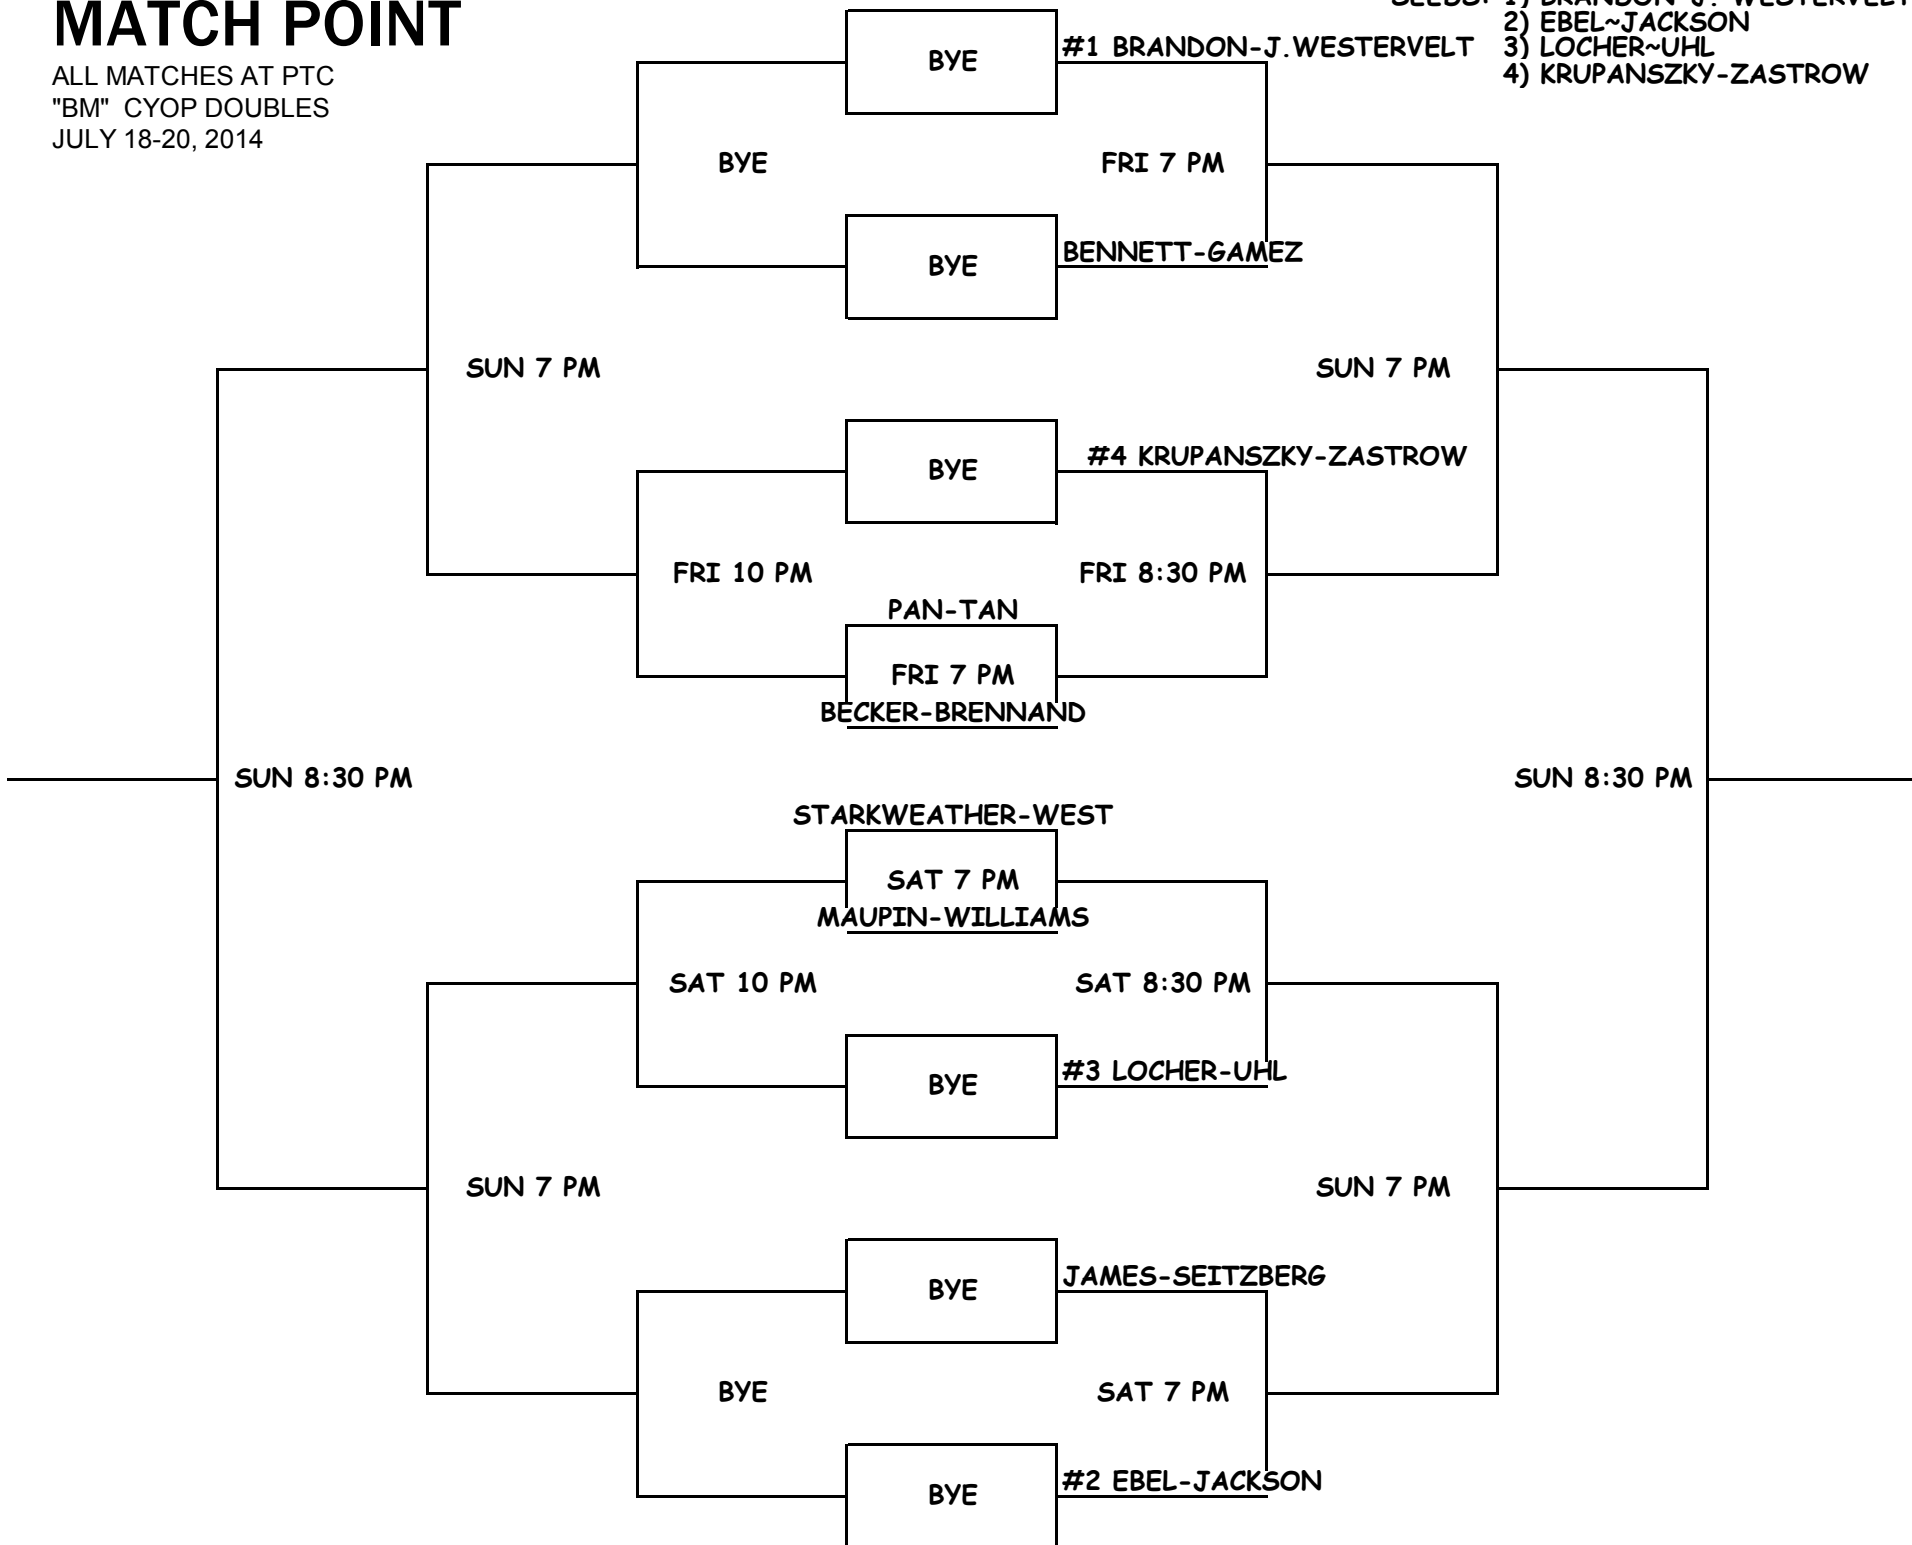 MATCH POINT
ALL MATCHES AT PTC
"BM" CYOP DOUBLES
JULY 18-20, 2014
SEEDS: 1) BRANDON-J. WESTERVELT
2) EBEL~JACKSON
3) LOCHER~UHL
4) KRUPANSZKY-ZASTROW
BYE
#1 BRANDON-J.WESTERVELT
BYE
FRI 7 PM
BYE
BENNETT-GAMEZ
SUN 7 PM
SUN 7 PM
BYE
#4 KRUPANSZKY-ZASTROW
FRI 10 PM
FRI 8:30 PM
PAN-TAN
FRI 7 PM
BECKER-BRENNAND
SUN 8:30 PM
SUN 8:30 PM
STARKWEATHER-WEST
SAT 7 PM
MAUPIN-WILLIAMS
SAT 10 PM
SAT 8:30 PM
BYE
#3 LOCHER-UHL
SUN 7 PM
SUN 7 PM
BYE
JAMES-SEITZBERG
BYE
SAT 7 PM
BYE
#2 EBEL-JACKSON